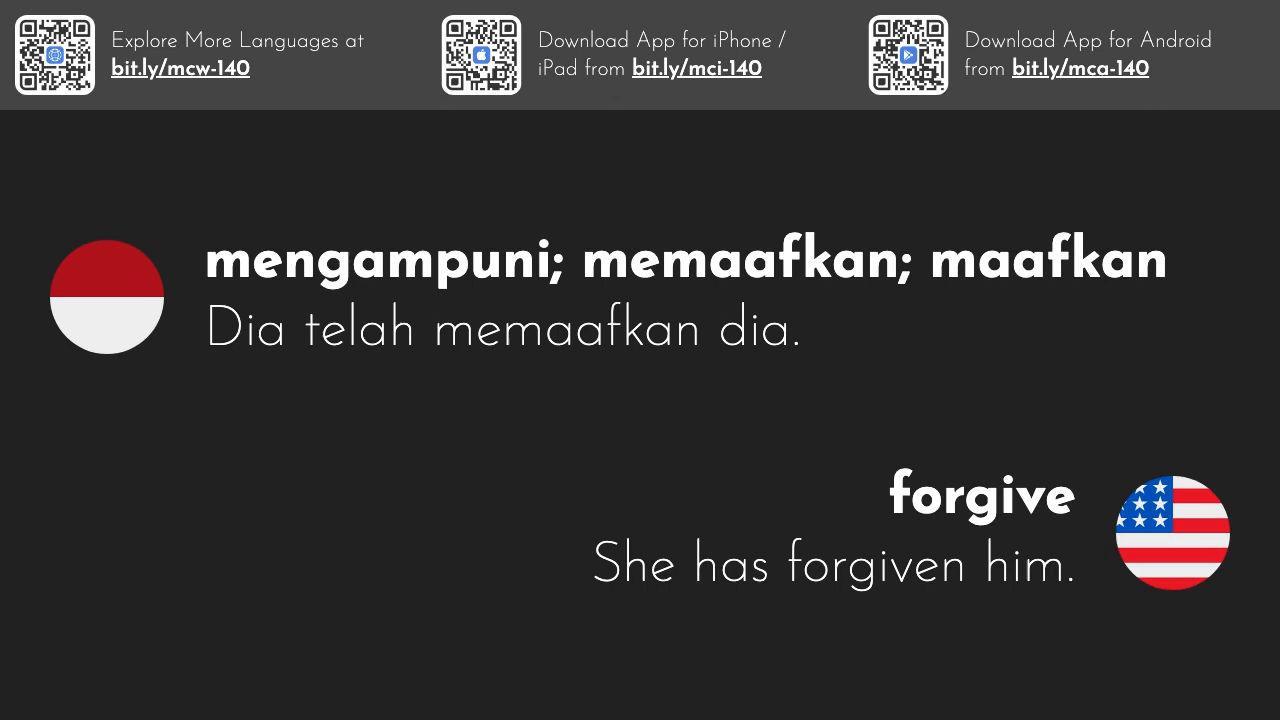 Explore More Languages at
bit.ly/mcw-140
Download App for iPhone /
iPad from bit.ly/mci-140
Download App for Android
from bit.ly/mca-140
mengampuni; memaafkan; maafkan
Dia telah memaafkan dia.
forgive
She has forgiven him.